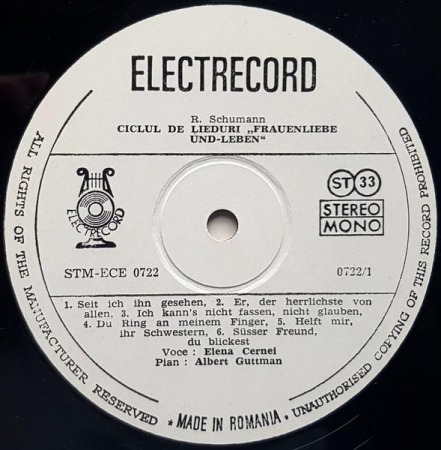 ELECTRECORD
R. Schumann
CICLUL DE LIEDURI „FRAUENLIEBE
UND-LEBEN"
ELECTRECORD
ST 33
STEREO
MONO
STM-ECE 0722
0722/1
1. Seit ich ihn gesehen, 2. Er, der herrlichste von
allen, 3. Ich kann's nicht fassen, nicht glauben,
4. Du Ring an meinem Finger, 5. Helft mir,
ihr Schwestern, 6. Süsser Freund,
du blickest
Voce : Elena Cernei
Pian : Albert Guttman
ALL RIGHTS OF THE MANUFACTURER RESERVED * MADE IN ROMANIA * UNAUTHORISED COPYING OF THIS RECORD PROHIBITED